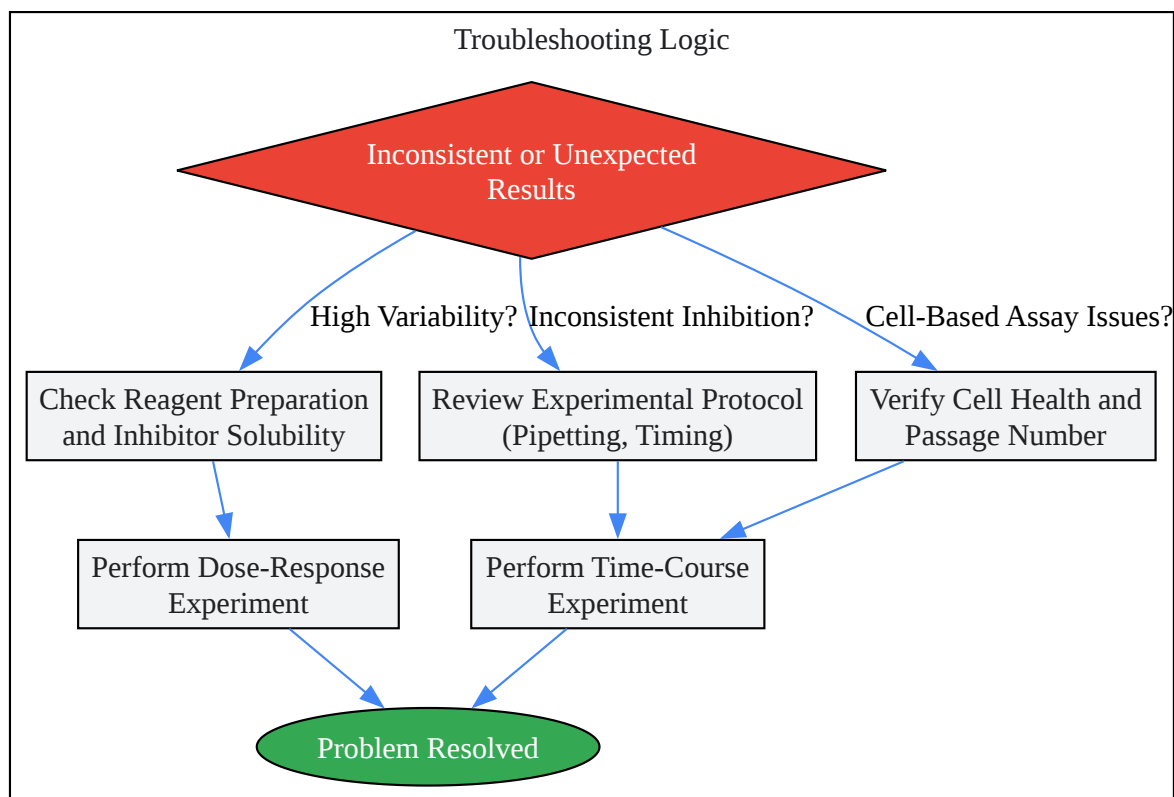 Troubleshooting Logic
Inconsistent or Unexpected
Results
High Variability?
Inconsistent Inhibition?
Cell-Based Assay Issues?
Check Reagent Preparation
and Inhibitor Solubility
Review Experimental Protocol
(Pipetting, Timing)
Verify Cell Health and
Passage Number
Perform Dose-Response
Experiment
Perform Time-Course
Experiment
Problem Resolved